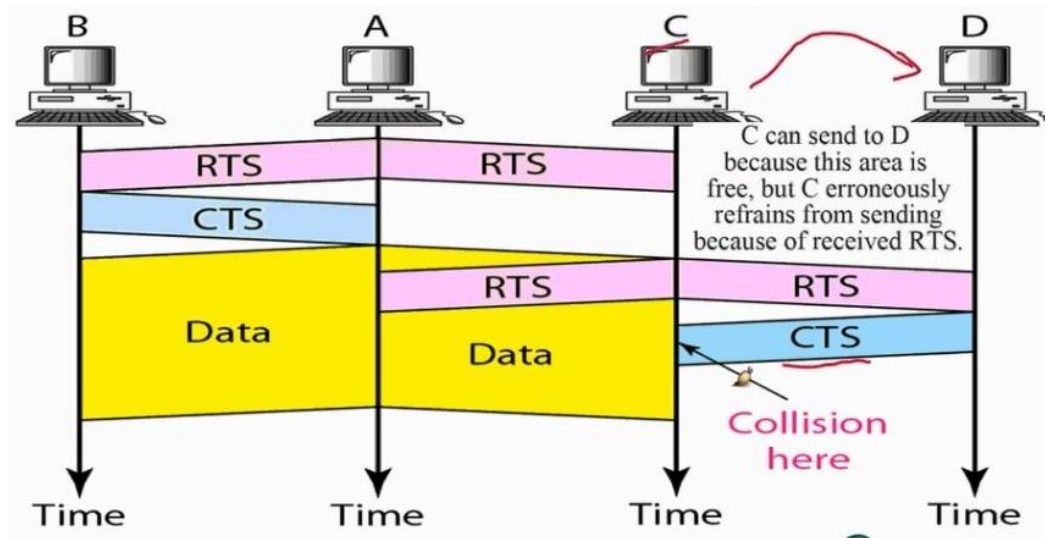 B A C D
C can send to D
because this area is
free, but C erroneously
refrains from sending
because of received RTS.
RTS RTS
CTS
RTS RTS
Data
Data
CTS
Collision
here
Time Time Time Time